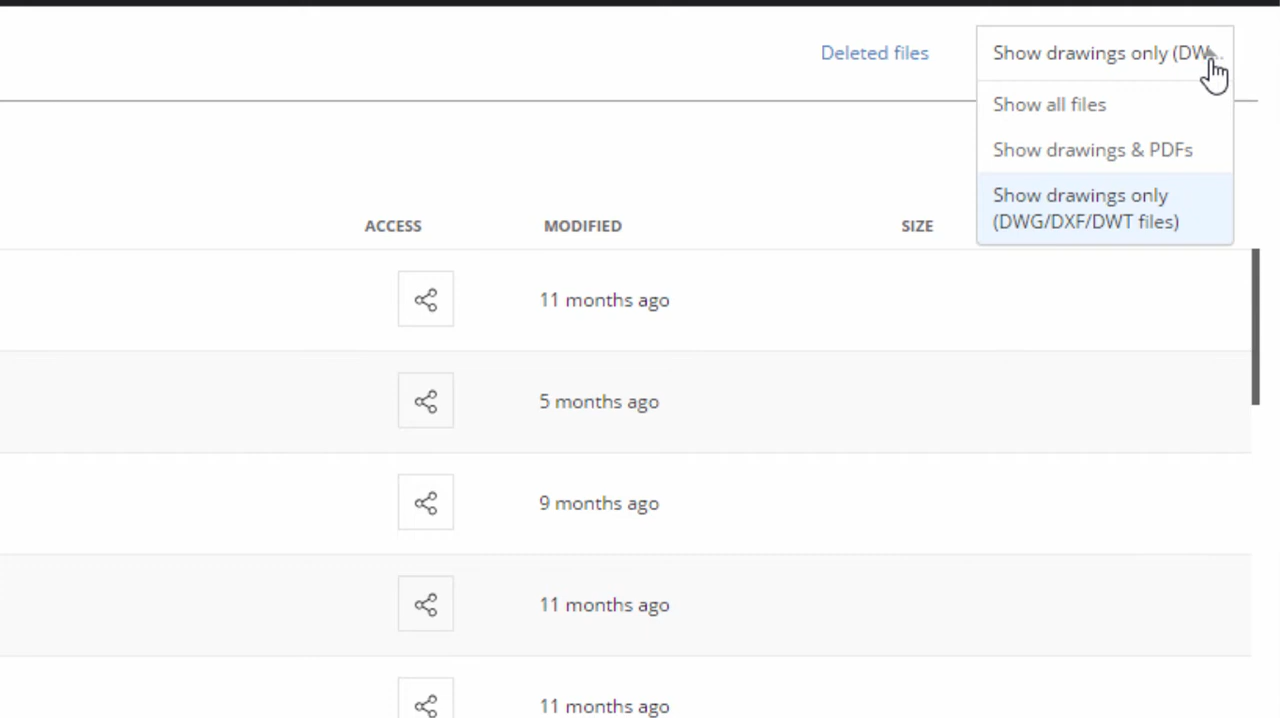 Deleted files
Show drawings only (DW...
Show all files
Show drawings & PDFs
Show drawings only
(DWG/DXF/DWT files)
ACCESS MODIFIED SIZE
11 months ago
5 months ago
9 months ago
11 months ago
11 months ago